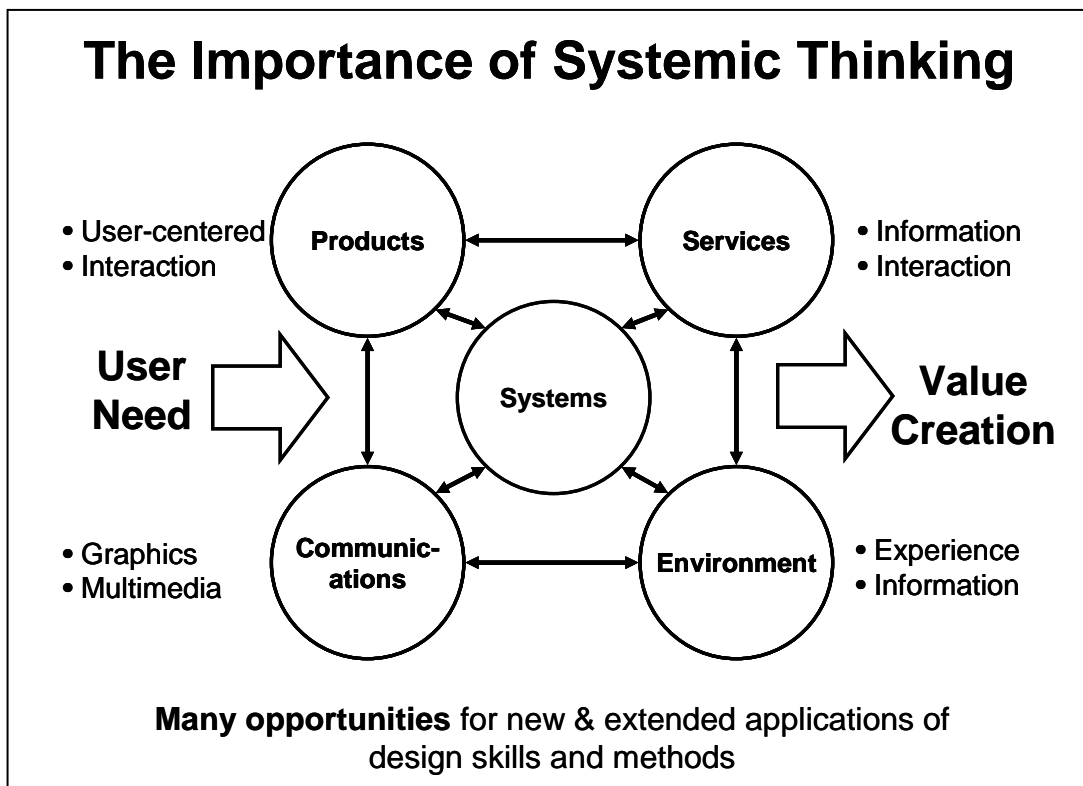 The Importance of Systemic Thinking
• User-centered
• Interaction
Products
Services
• Information
• Interaction
User
Need
Systems
Value
Creation
• Graphics
• Multimedia
Communic-
ations
Environment
• Experience
• Information
Many opportunities for new & extended applications of
design skills and methods